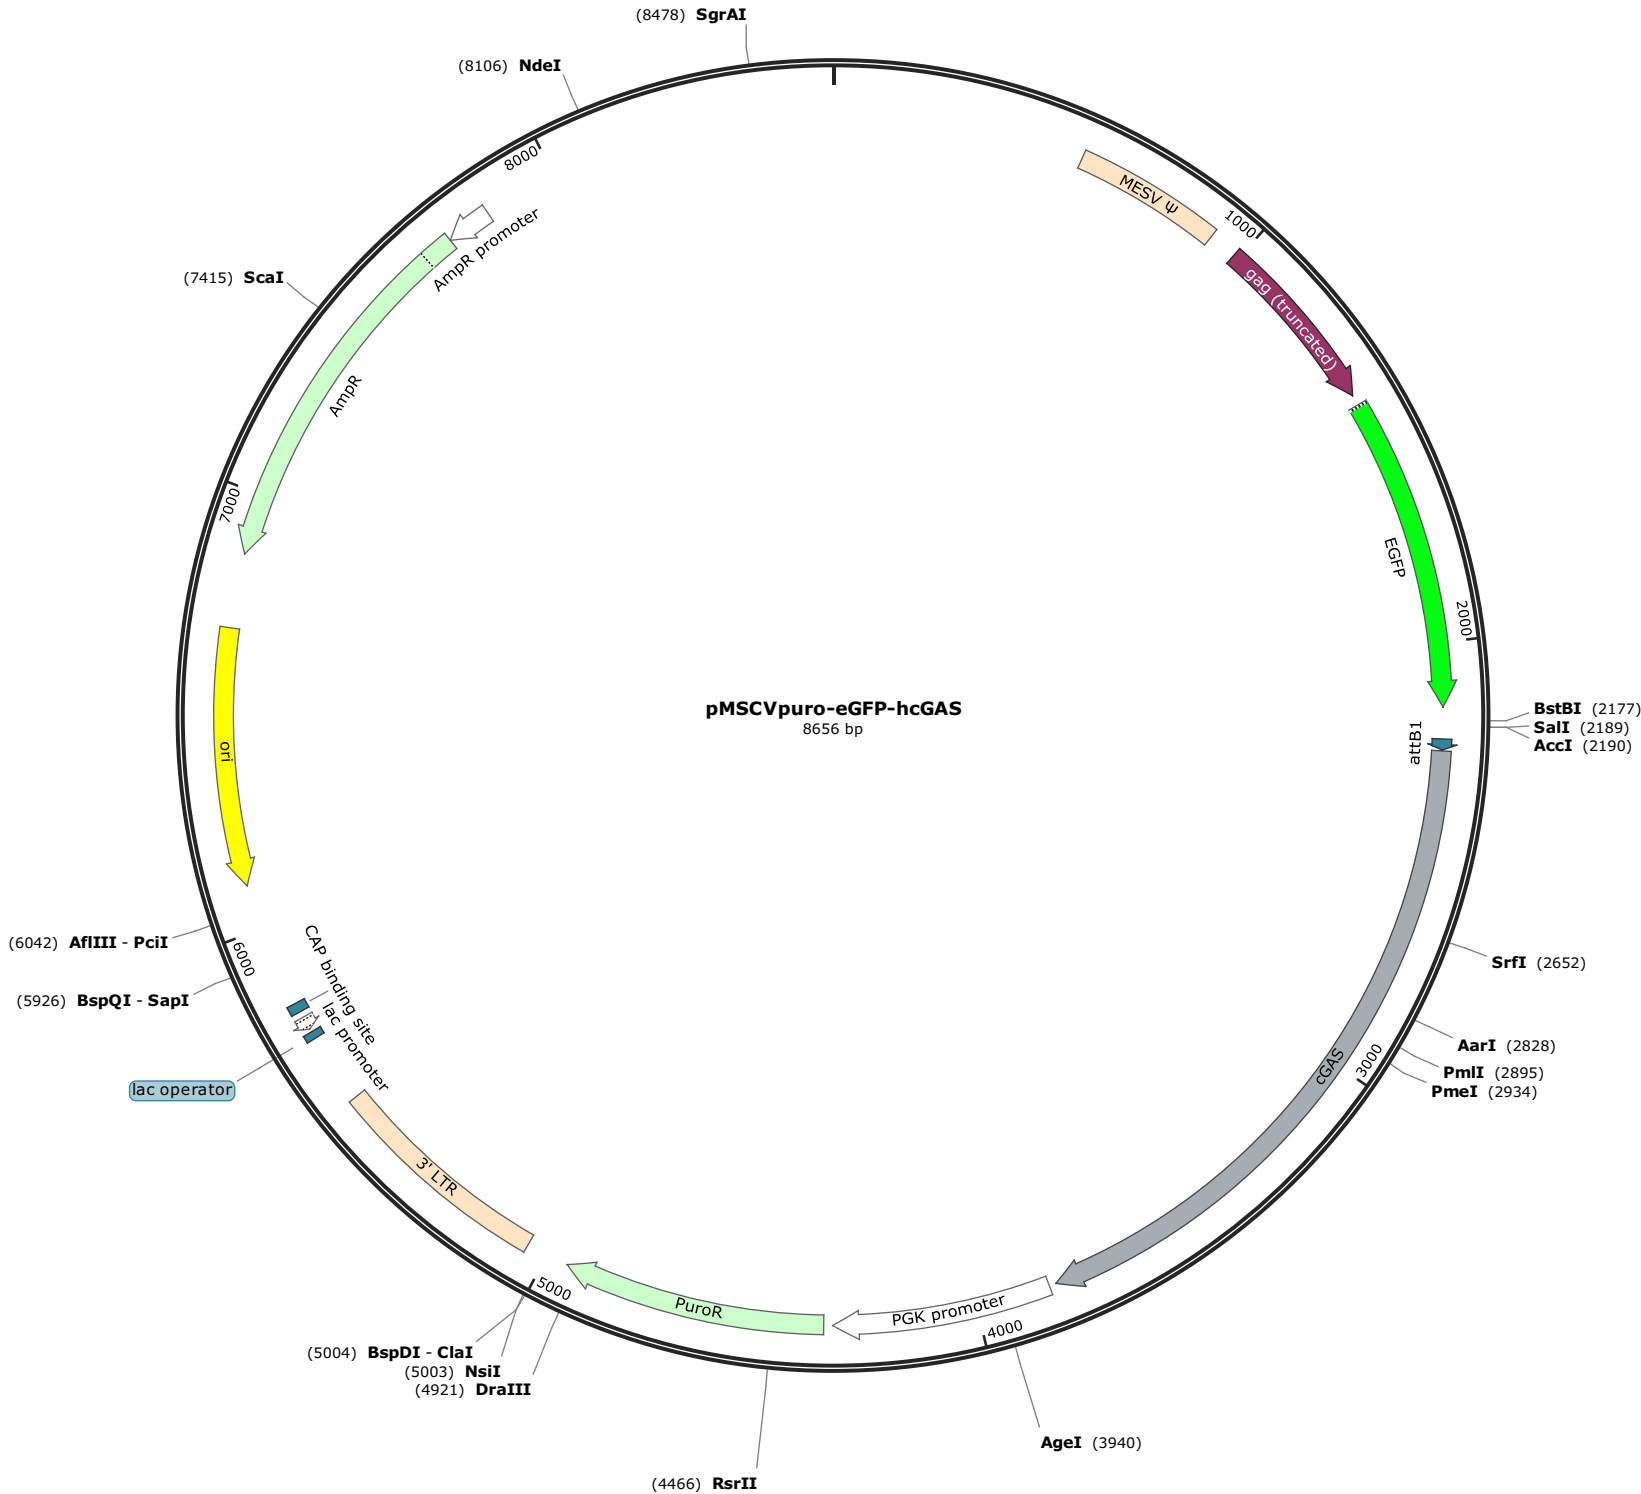 (8478) SgrAI
(8106) NdeI
8000
MESV Ψ
1000
AmpR promoter
gag (truncated)
(7415) ScaI
AmpR
7000
EGFP
2000
pMSCVpuro-eGFP-hcGAS
8656 bp
BstBI (2177)
SalI (2189)
AccI (2190)
attB1
ori
(6042) AflIII - PciI
6000
(5926) BspQI - SapI
CAP binding site
lac promoter
lac operator
SrfI (2652)
AarI (2828)
PmlI (2895)
PmeI (2934)
3000
cGAS
3' LTR
5000
PuroR
PGK promoter
4000
(5004) BspDI - ClaI
(5003) NsiI
(4921) DraIII
AgeI (3940)
(4466) RsrII